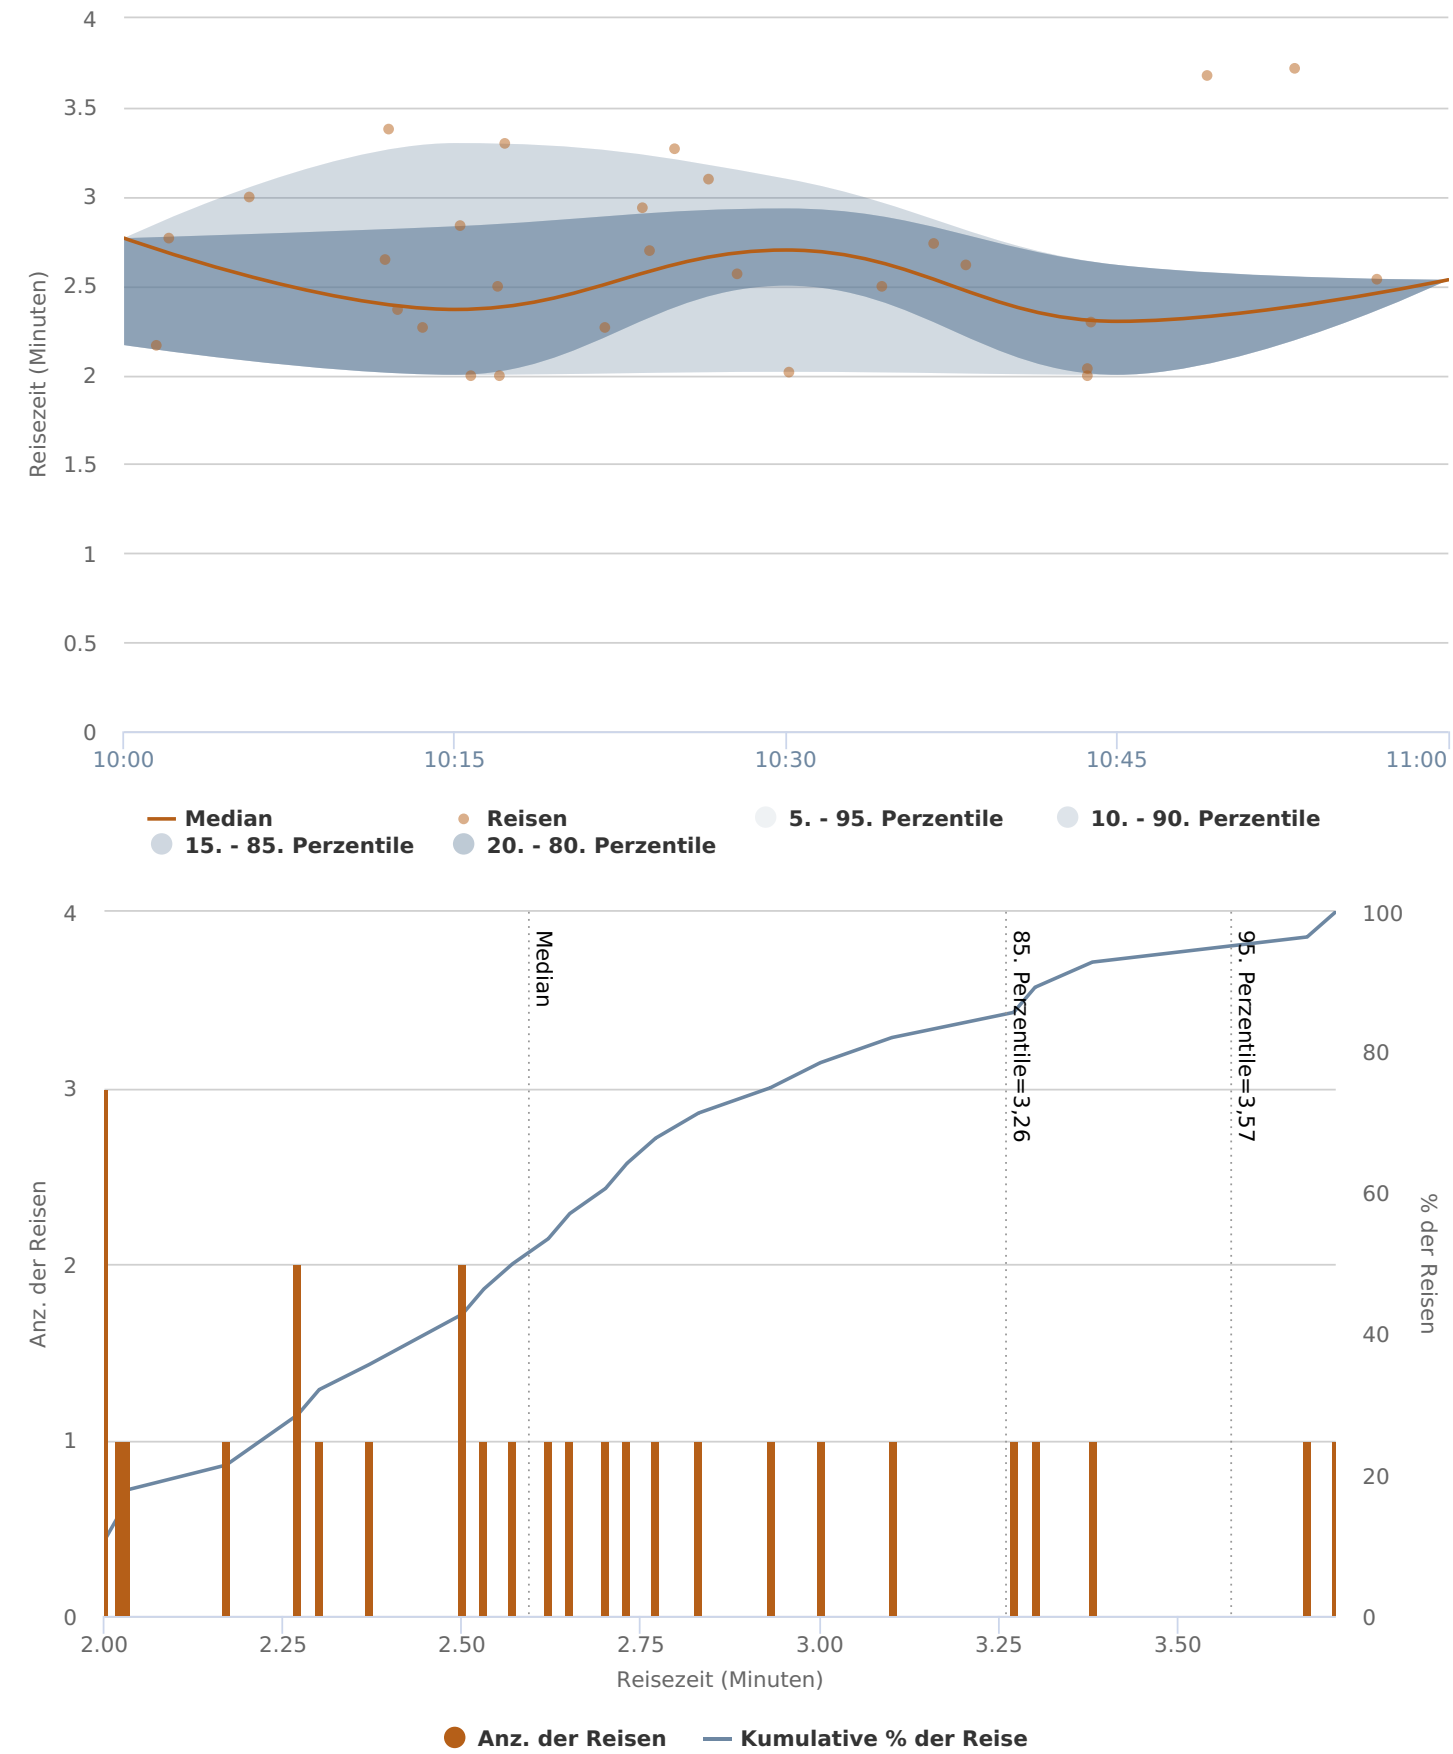 4
3.5
3
2.5
2
1.5
1
0.5
0
Reisezeit (Minuten)
10:00 10:15 10:30 10:45 11:00
Median Reisen 5. - 95. Perzentile 10. - 90. Perzentile
15. - 85. Perzentile 20. - 80. Perzentile
4
3
2
1
0
Anz. der Reisen
Median
85. Perzentile=3,26
95. Perzentile=3,57
100
80
60
40
20
0
% der Reisen
2.00 2.25 2.50 2.75 3.00 3.25 3.50
Reisezeit (Minuten)
Anz. der Reisen Kumulative % der Reise